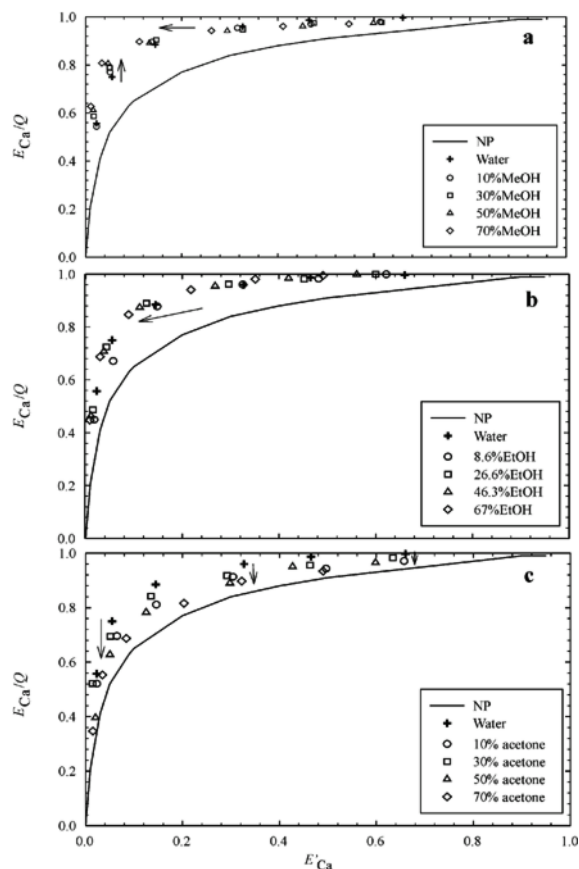 1.0
0.8
0.6
0.4
0.2
0.0
E_Ca/Q
a
NP
Water
10%MeOH
30%MeOH
50%MeOH
70%MeOH
1.0
0.8
0.6
0.4
0.2
0.0
E_Ca/Q
b
NP
Water
8.6%EtOH
26.6%EtOH
46.3%EtOH
67%EtOH
1.0
0.8
0.6
0.4
0.2
0.0
E_Ca/Q
c
NP
Water
10% acetone
30% acetone
50% acetone
70% acetone
0.0 0.2 0.4 0.6 0.8 1.0
E'_Ca